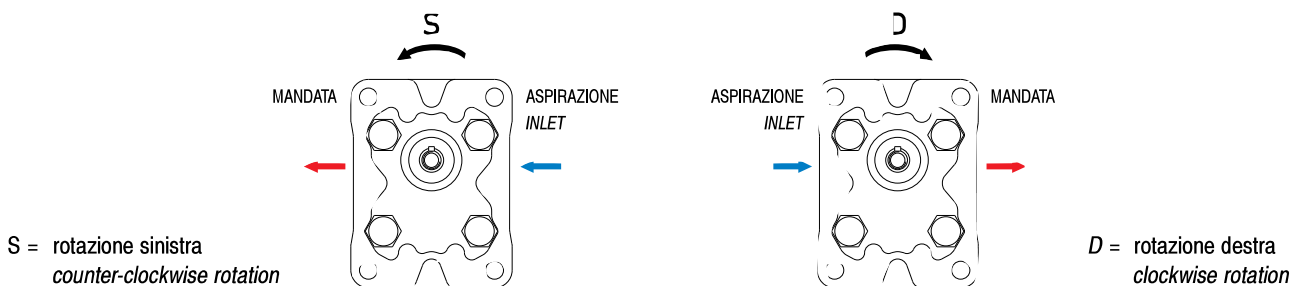 S
D
MANDATA
ASPIRAZIONE
INLET
ASPIRAZIONE
INLET
MANDATA
S = rotazione sinistra
counter-clockwise rotation
D = rotazione destra
clockwise rotation